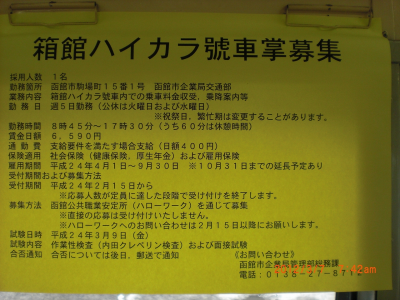 箱館ハイカラ號車掌募集
採用人数 1名
勤務箇所 函館市駒場町15番1号 函館市企業局交通部
業務内容 箱館ハイカラ號車内での乗車料金収受、乗降案内等
勤務日 週5日勤務(公休は火曜日および水曜日)
※祝祭日、繁忙期は変更することがあります。
勤務時間 8時45分~17時30分(うち60分は休憩時間)
賃金日額 6,590円
通勤費 支給要件を満たす場合支給(日額400円)
保険適用 社会保険(健康保険、厚生年金)および雇用保険
雇用期間 平成24年4月1日~9月30日 ※10月31日までの延長予定あり
受付期間および募集方法
受付期間 平成24年2月15日から
※応募人数が定員に達した段階で受け付けを終了します。
募集方法 函館公共職業安定所(ハローワーク)を通じて募集
※直接の応募は受け付けいたしません。
※ハローワークへのお問い合わせは2月15日以降にお願いします。
試験日時 平成24年3月9日(金)
試験内容 作業性検査(内田クレペリン検査)および面接試験
合否通知 合否については後日、郵送で通知
《お問い合わせ》
函館市企業局管理部総務課
電話:0138-27-87
42am